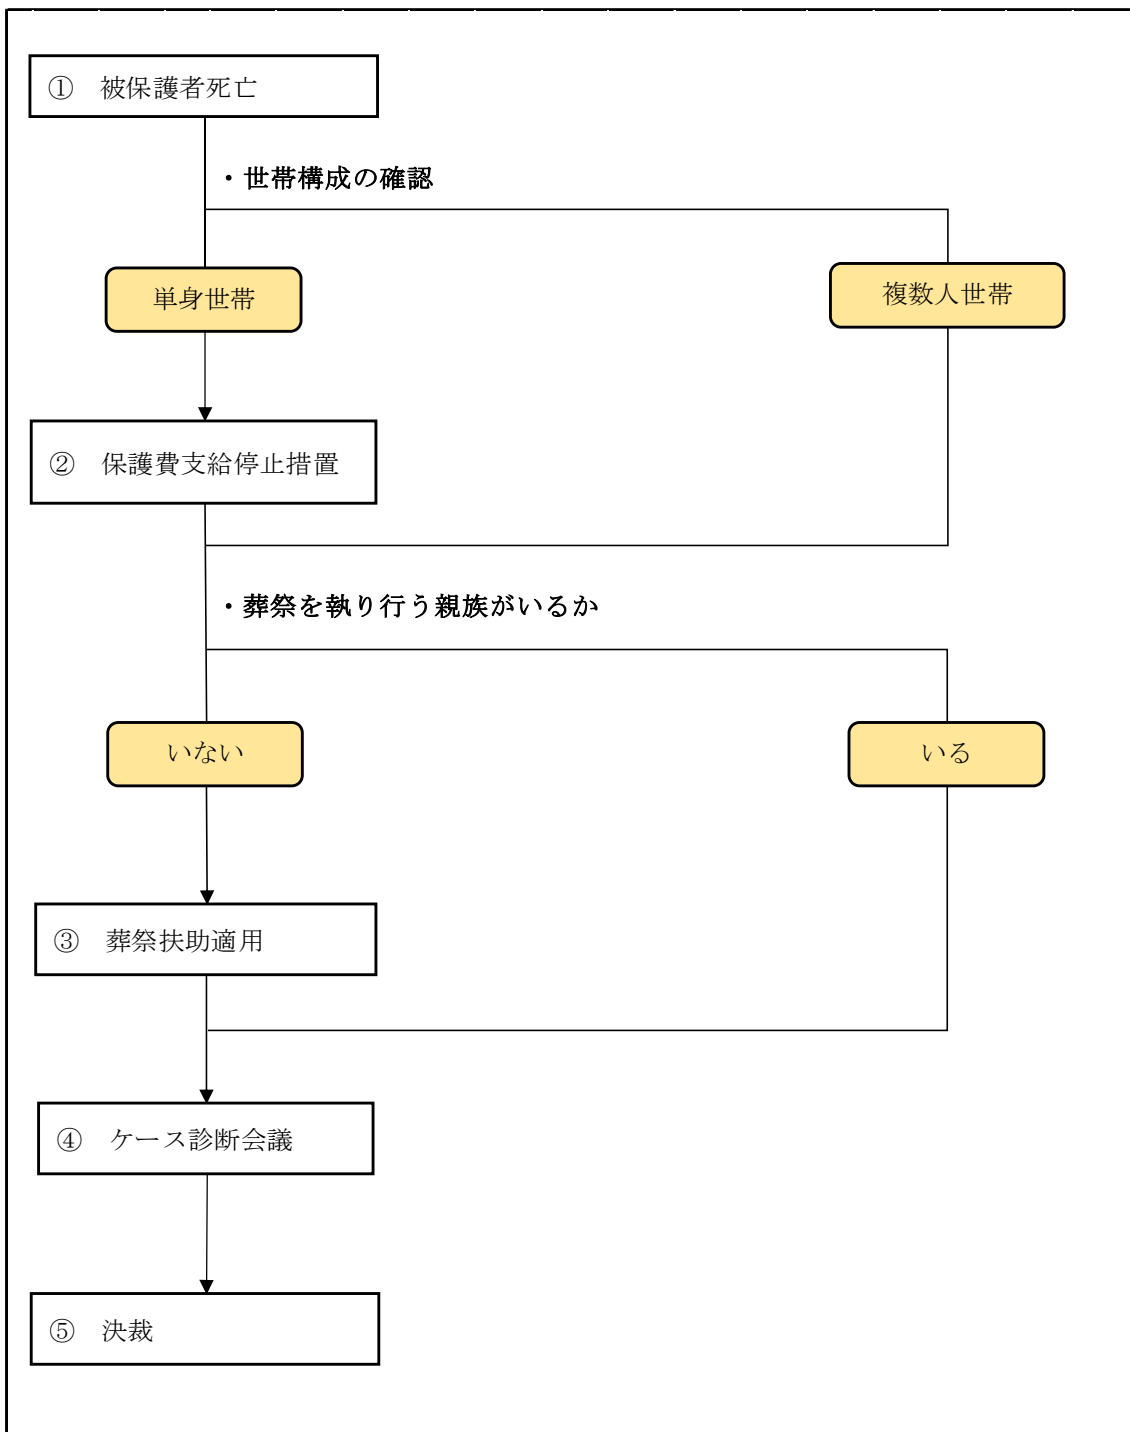 ① 被保護者死亡
・世帯構成の確認
単身世帯
複数人世帯
② 保護費支給停止措置
・葬祭を執り行う親族がいるか
いない
いる
③ 葬祭扶助適用
④ ケース診断会議
⑤ 決裁